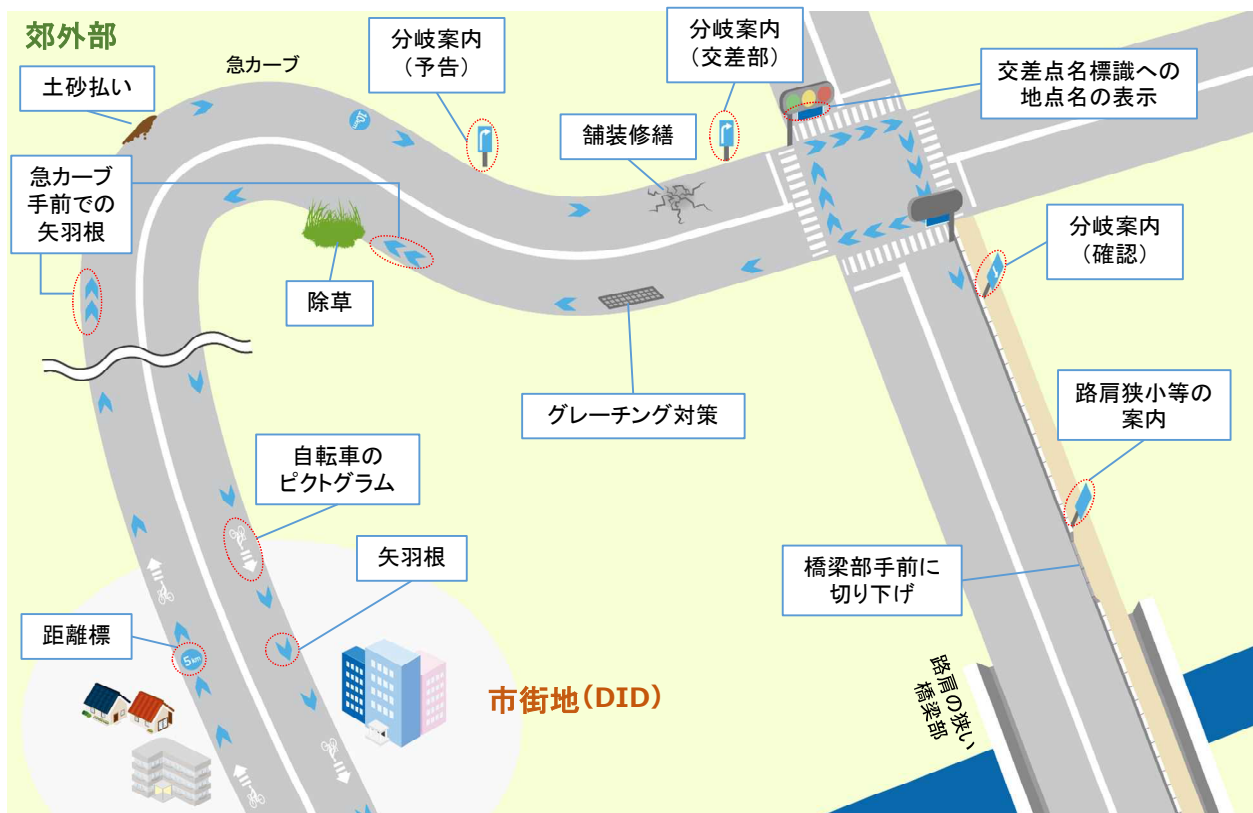 郊外部
土砂払い
急カーブ
分岐案内
（予告）
分岐案内
（交差部）
交差点名標識への
地点名の表示
10km
舗装修繕
急カーブ
手前での
矢羽根
除草
分岐案内
（確認）
グレーチング対策
路肩狭小等の
案内
自転車の
ピクトグラム
矢羽根
橋梁部手前に
切り下げ
距離標
5km
市街地(DID)
路肩の狭い
橋梁部